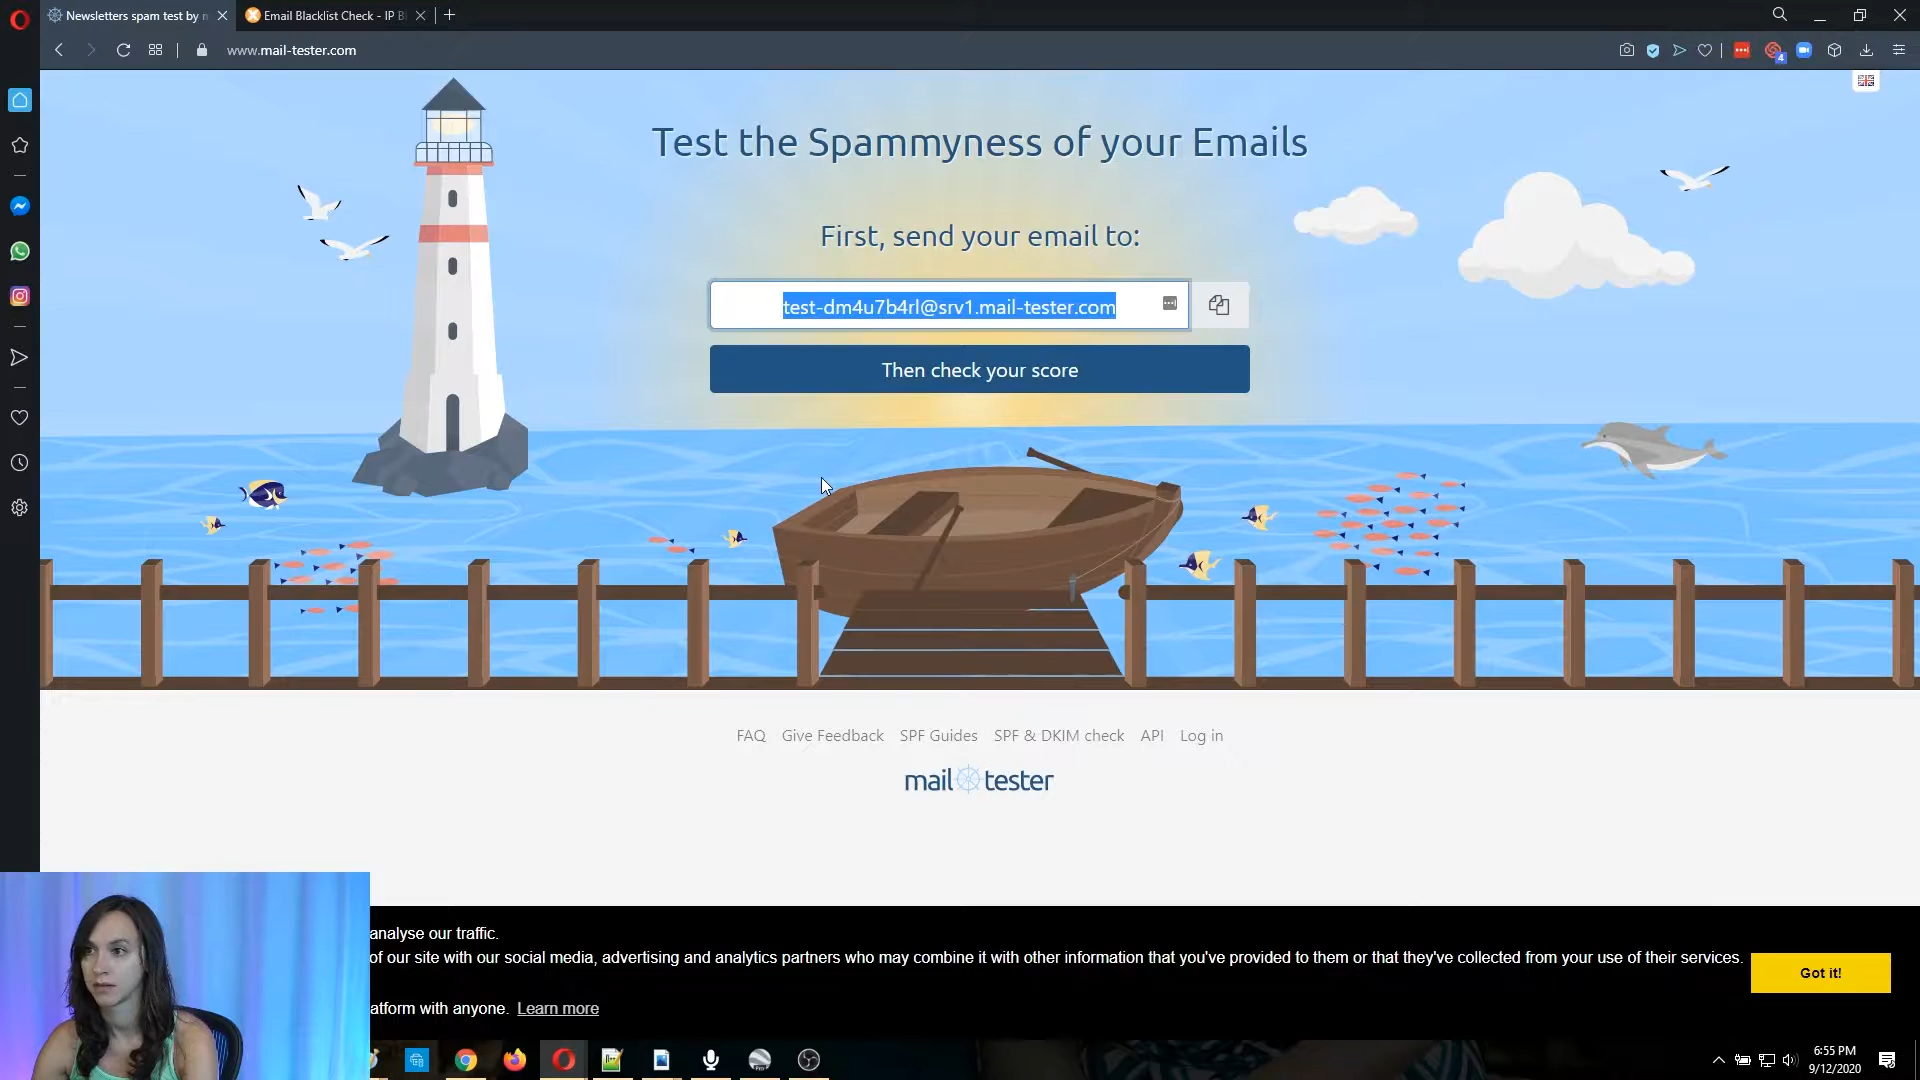 Newsletters spam test by
Email Blacklist Check - IP B
www.mail-tester.com
4
Test the Spammyness of your Emails
First, send your email to:
test-dm4u7b4rl@srv1.mail-tester.com
Then check your score
FAQ Give Feedback SPF Guides SPF & DKIM check API Log in
mail tester
analyse our traffic.
of our site with our social media, advertising and analytics partners who may combine it with other information that you've provided to them or that they've collected from your use of their services.
Got it!
atform with anyone. Learn more
6:55 PM
9/12/2020